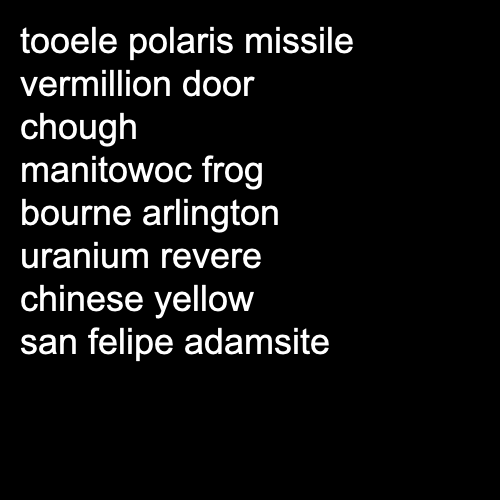 tooele polaris missile
vermillion door
chough
manitowoc frog
bourne arlington
uranium revere
chinese yellow
san felipe adamsite